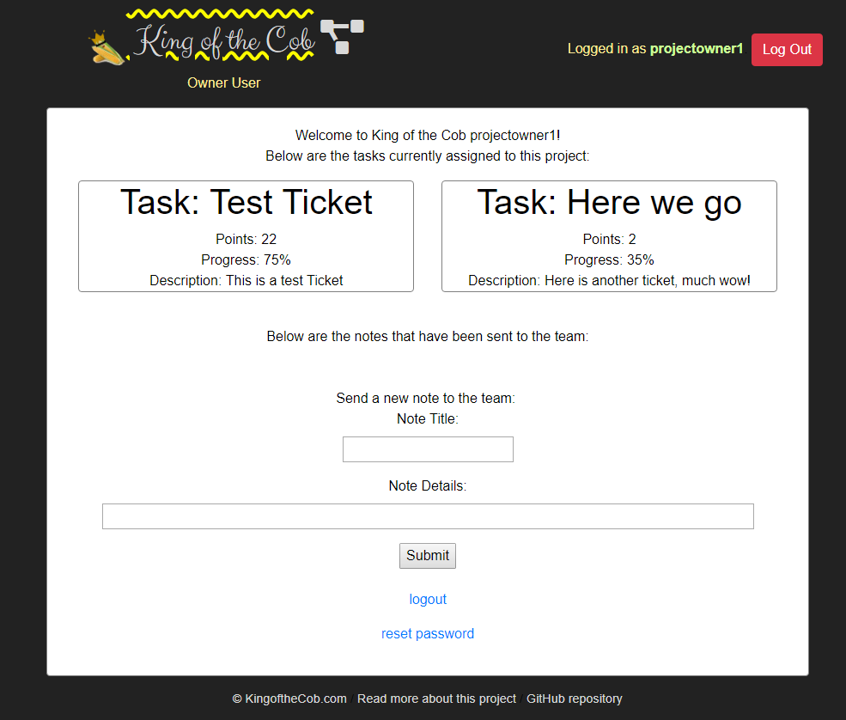 King of the Cob
Logged in as projectowner1
Log Out
Owner User
Welcome to King of the Cob projectowner1!
Below are the tasks currently assigned to this project:
Task: Test Ticket
Points: 22
Progress: 75%
Description: This is a test Ticket
Task: Here we go
Points: 2
Progress: 35%
Description: Here is another ticket, much wow!
Below are the notes that have been sent to the team:
Send a new note to the team:
Note Title:
Note Details:
Submit
logout
reset password
© KingoftheCob.com / Read more about this project / GitHub repository